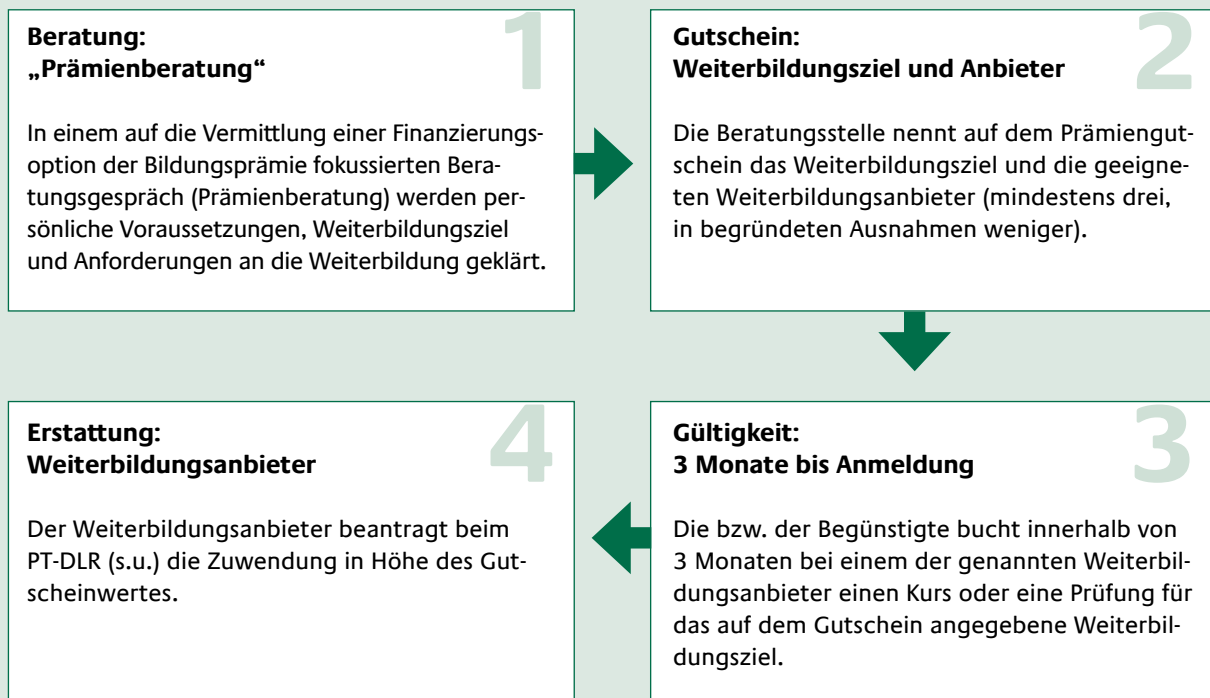 1
Beratung:
„Prämienberatung“
In einem auf die Vermittlung einer Finanzierungs-
option der Bildungsprämie fokussierten Bera-
tungsgespräch (Prämienberatung) werden per-
sönliche Voraussetzungen, Weiterbildungsziel
und Anforderungen an die Weiterbildung geklärt.
2
Gutschein:
Weiterbildungsziel und Anbieter
Die Beratungsstelle nennt auf dem Prämiengut-
schein das Weiterbildungsziel und die geeigne-
ten Weiterbildungsanbieter (mindestens drei,
in begründeten Ausnahmen weniger).
3
Gültigkeit:
3 Monate bis Anmeldung
Die bzw. der Begünstigte bucht innerhalb von
3 Monaten bei einem der genannten Weiterbil-
dungsanbieter einen Kurs oder eine Prüfung für
das auf dem Gutschein angegebene Weiterbil-
dungsziel.
4
Erstattung:
Weiterbildungsanbieter
Der Weiterbildungsanbieter beantragt beim
PT-DLR (s.u.) die Zuwendung in Höhe des Gut-
scheinwertes.